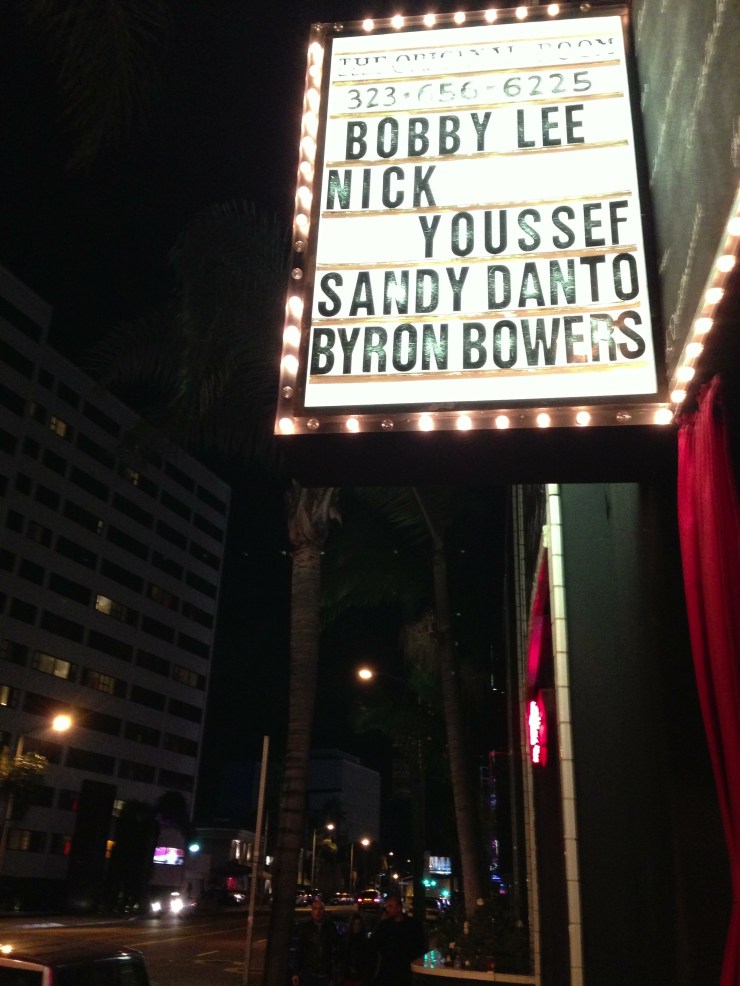 THE ORIGINAL ROOM
323·656-6225
BOBBY LEE
NICK
YOUSSEF
SANDY DANTO
BYRON BOWERS